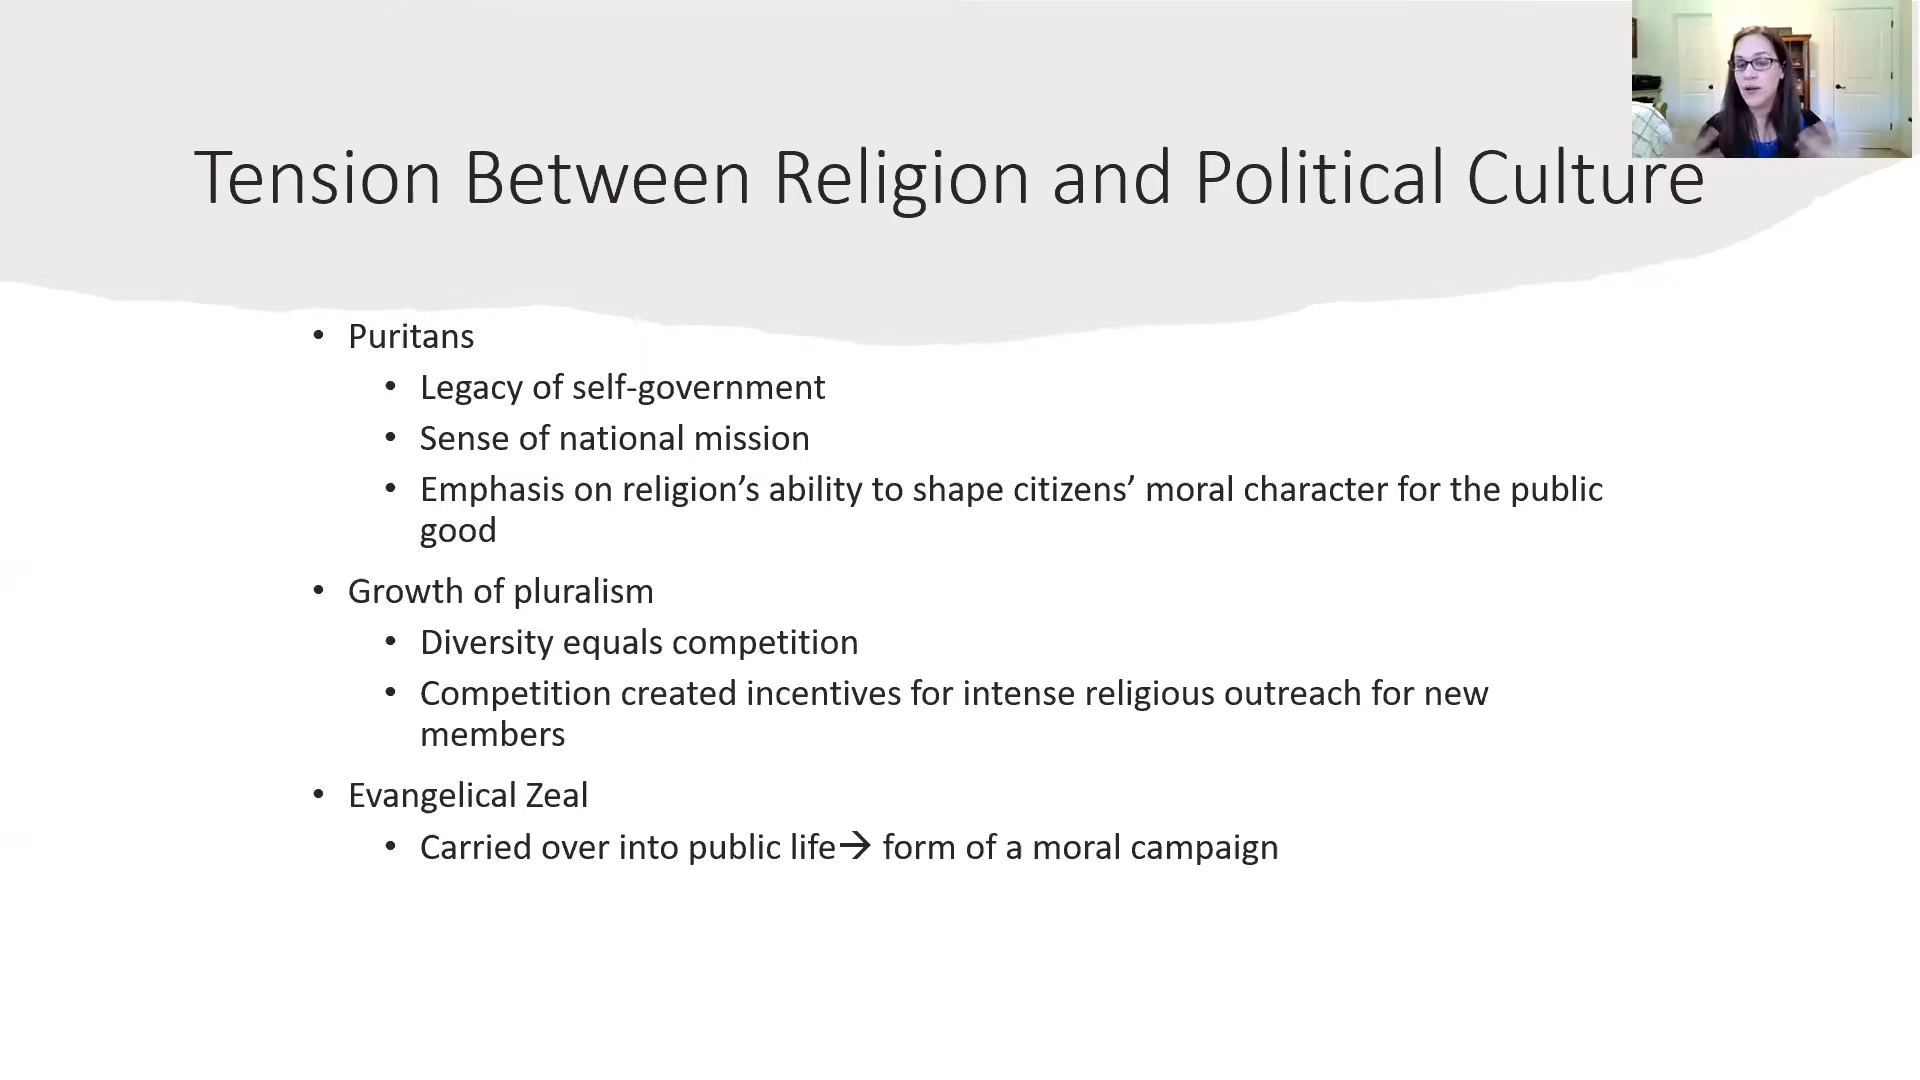 Tension Between Religion and Political Culture
• Puritans
• Legacy of self-government
• Sense of national mission
• Emphasis on religion’s ability to shape citizens’ moral character for the public
good
• Growth of pluralism
• Diversity equals competition
• Competition created incentives for intense religious outreach for new
members
• Evangelical Zeal
• Carried over into public life→ form of a moral campaign